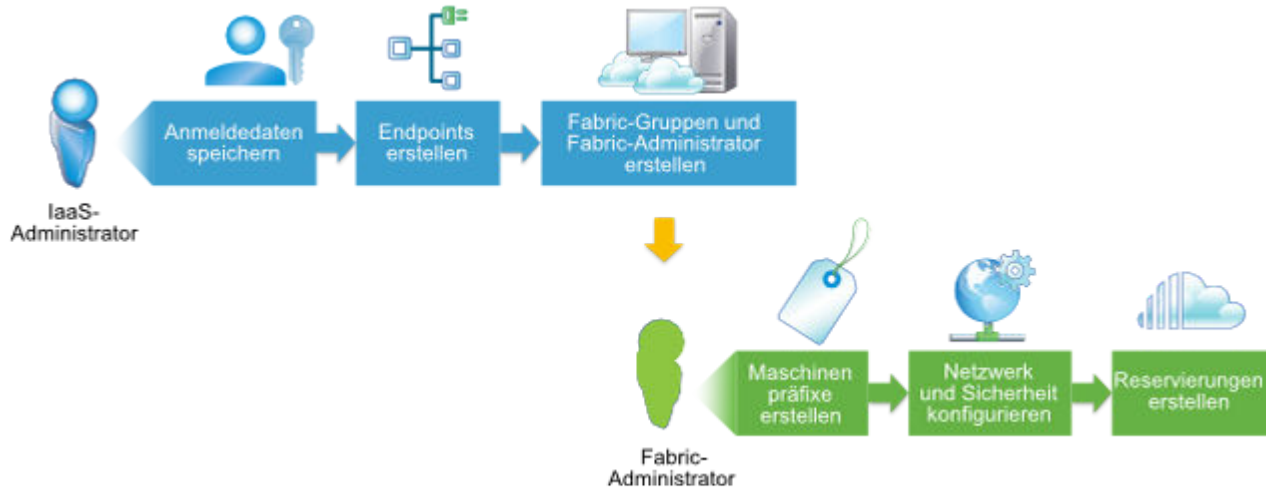 Anmeldedaten
speichern
Endpoints
erstellen
Fabric-Gruppen und
Fabric-Administrator
erstellen
IaaS-
Administrator
Maschinen
präfixe
erstellen
Netzwerk
und Sicherheit
konfigurieren
Reservierungen
erstellen
Fabric-
Administrator